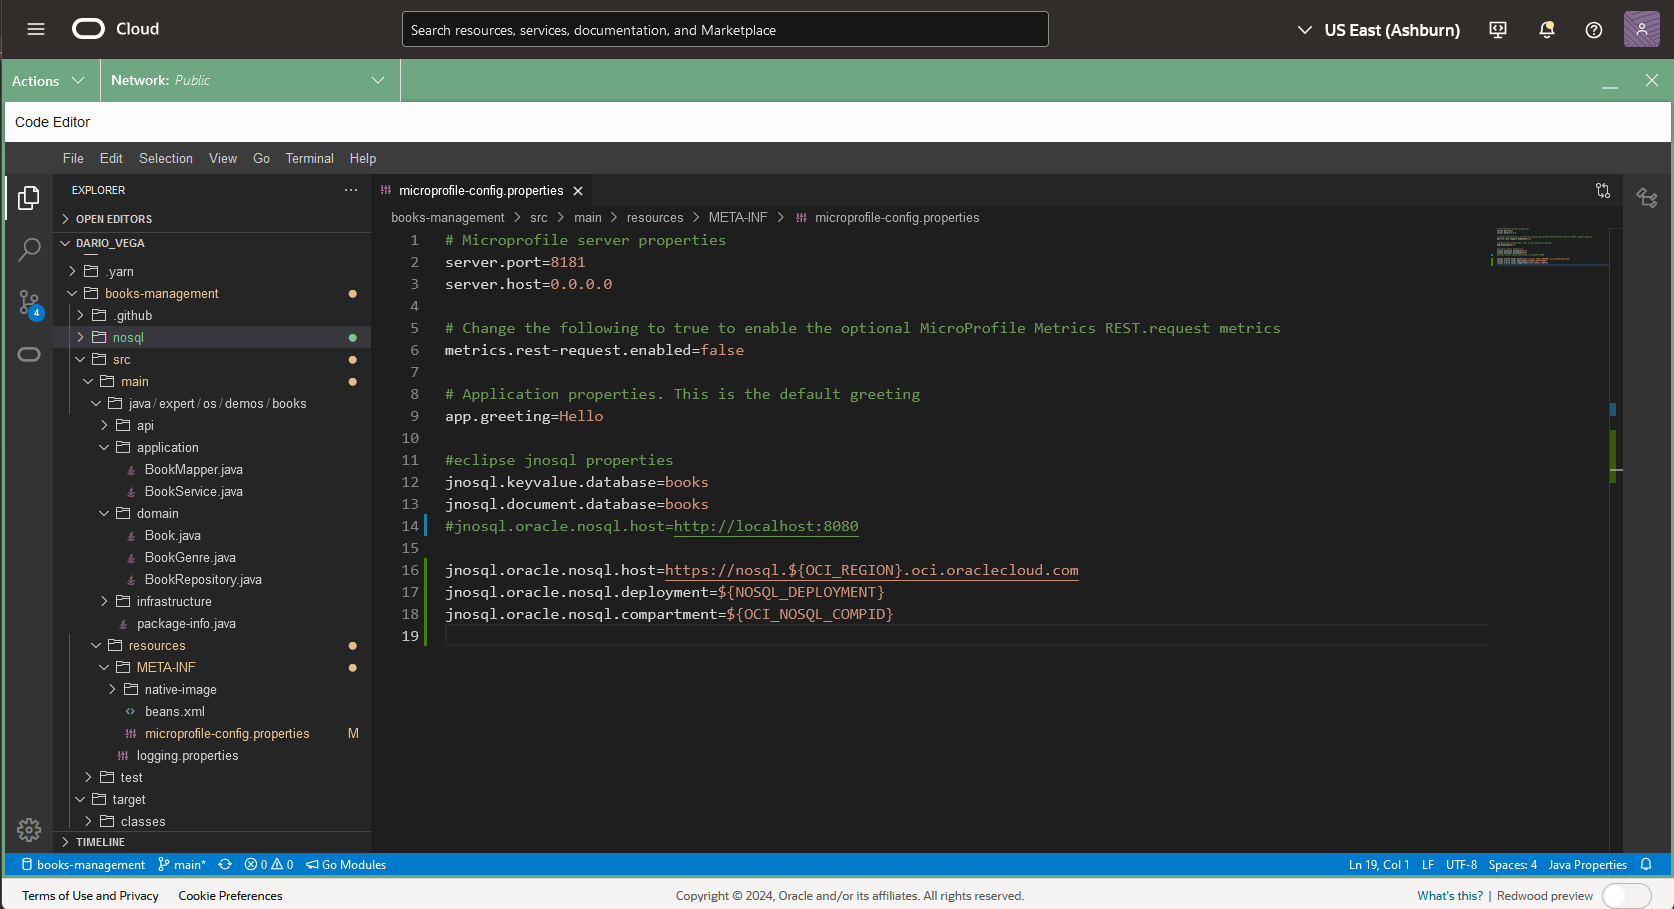 Cloud
Search resources, services, documentation, and Marketplace
US East (Ashburn)
Actions
Network: Public
Code Editor
File Edit Selection View Go Terminal Help
EXPLORER
OPEN EDITORS
DARIO_VEGA
.yarn
books-management
.github
nosql
src
main
java / expert / os / demos / books
api
application
BookMapper.java
BookService.java
domain
Book.java
BookGenre.java
BookRepository.java
infrastructure
package-info.java
resources
META-INF
native-image
beans.xml
microprofile-config.properties M
logging.properties
test
target
classes
TIMELINE
4
microprofile-config.properties
books-management > src > main > resources > META-INF > microprofile-config.properties
1 # Microprofile server properties
2 server.port=8181
3 server.host=0.0.0.0
4
5 # Change the following to true to enable the optional MicroProfile Metrics REST.request metrics
6 metrics.rest-request.enabled=false
7
8 # Application properties. This is the default greeting
9 app.greeting=Hello
10
11 #eclipse jnosql properties
12 jnosql.keyvalue.database=books
13 jnosql.document.database=books
14 #jnosql.oracle.nosql.host=http://localhost:8080
15
16 jnosql.oracle.nosql.host=https://nosql.${OCI_REGION}.oci.oraclecloud.com
17 jnosql.oracle.nosql.deployment=${NOSQL_DEPLOYMENT}
18 jnosql.oracle.nosql.compartment=${OCI_NOSQL_COMPID}
19
books-management main* 0 0 Go Modules
Ln 19, Col 1 LF UTF-8 Spaces: 4 Java Properties
Terms of Use and Privacy Cookie Preferences
Copyright © 2024, Oracle and/or its affiliates. All rights reserved.
What's this? | Redwood preview